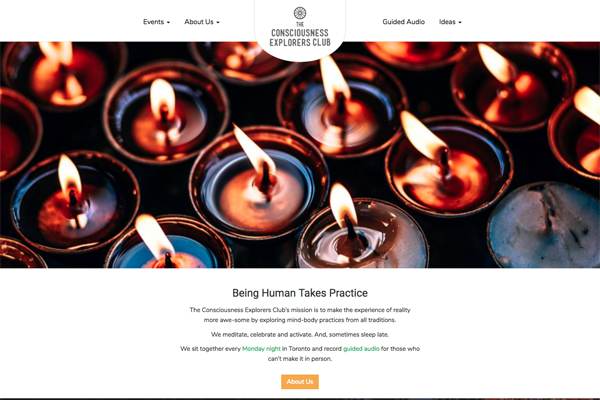 Events
About Us
THE
CONSCIOUSNESS
EXPLORERS CLUB
Guided Audio
Ideas
Being Human Takes Practice
The Consciousness Explorers Club's mission is to make the experience of reality
more awe-some by exploring mind-body practices from all traditions.
We meditate, celebrate and activate. And, sometimes sleep late.
We sit together every Monday night in Toronto and record guided audio for those who
can't make it in person.
About Us